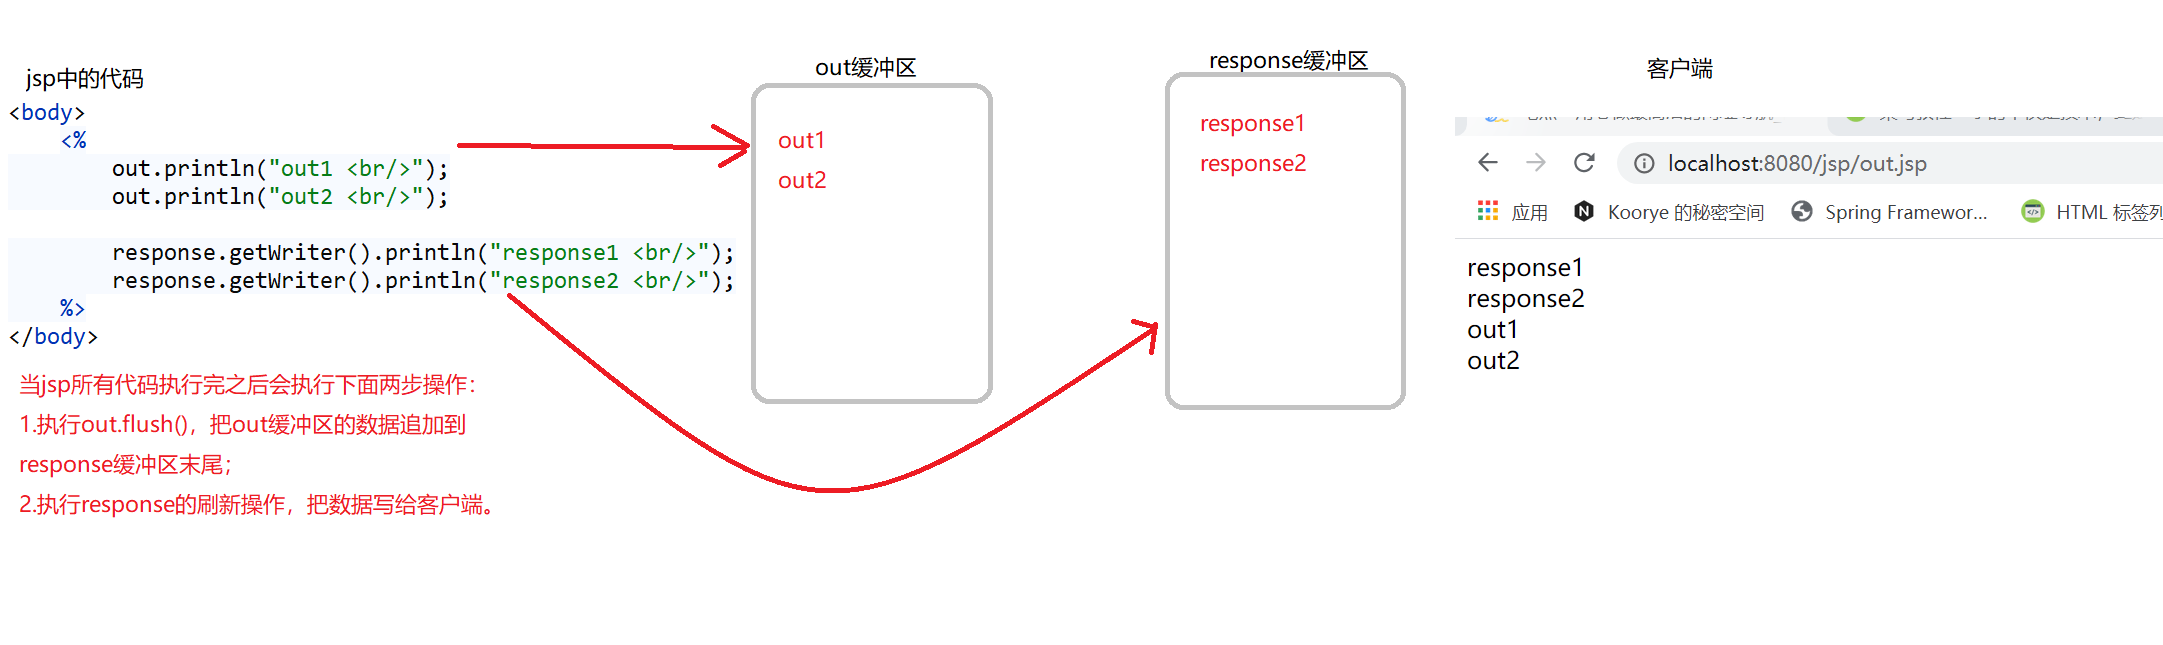 jsp中的代码
<body>
<%
out.println("out1 <br/>");
out.println("out2 <br/>");
response.getWriter().println("response1 <br/>");
response.getWriter().println("response2 <br/>");
%>
</body>
当jsp所有代码执行完之后会执行下面两步操作：
1.执行out.flush()，把out缓冲区的数据追加到
response缓冲区末尾；
2.执行response的刷新操作，把数据写给客户端。
out缓冲区
out1
out2
response缓冲区
response1
response2
客户端
localhost:8080/jsp/out.jsp
应用 Koorye 的秘密空间 Spring Framewor... HTML 标签列
response1
response2
out1
out2